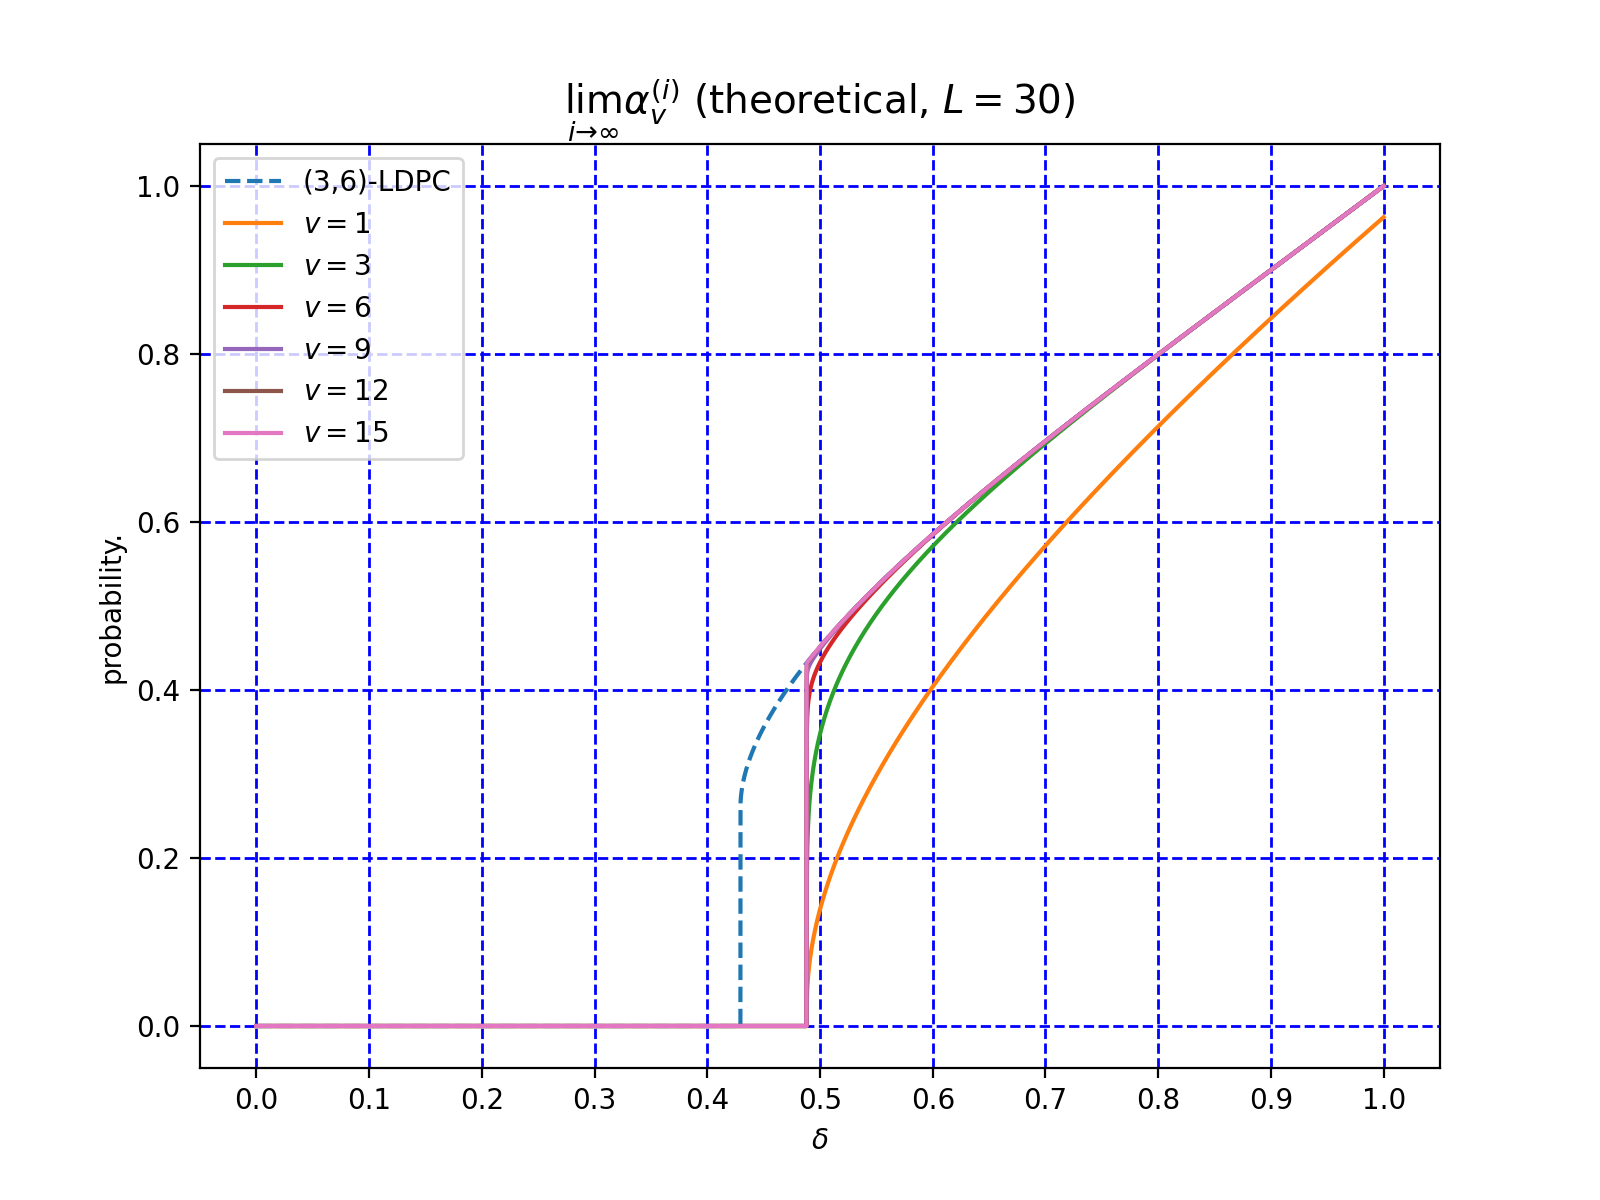 lim α_v^(i) (theoretical, L = 30)
i→∞
(3,6)-LDPC
v = 1
v = 3
v = 6
v = 9
v = 12
v = 15
1.0
0.8
0.6
0.4
0.2
0.0
probability.
0.0 0.1 0.2 0.3 0.4 0.5 0.6 0.7 0.8 0.9 1.0
δ